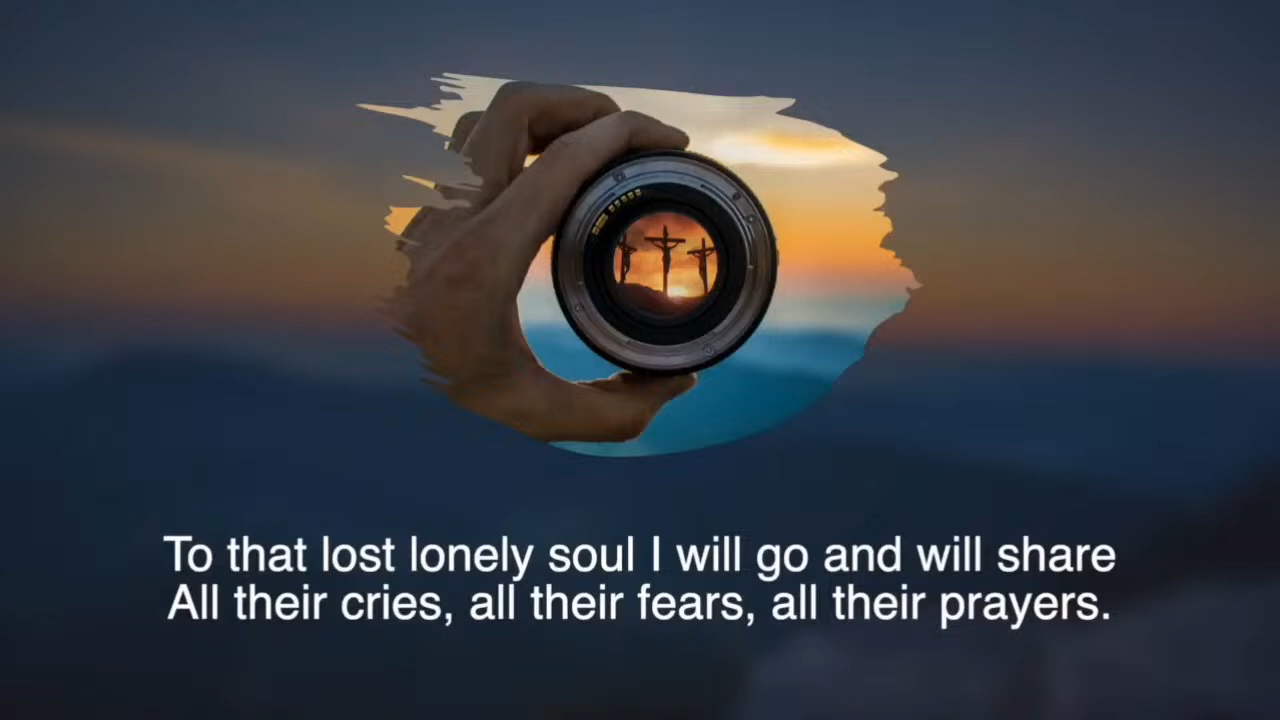 To that lost lonely soul I will go and will share
All their cries, all their fears, all their prayers.